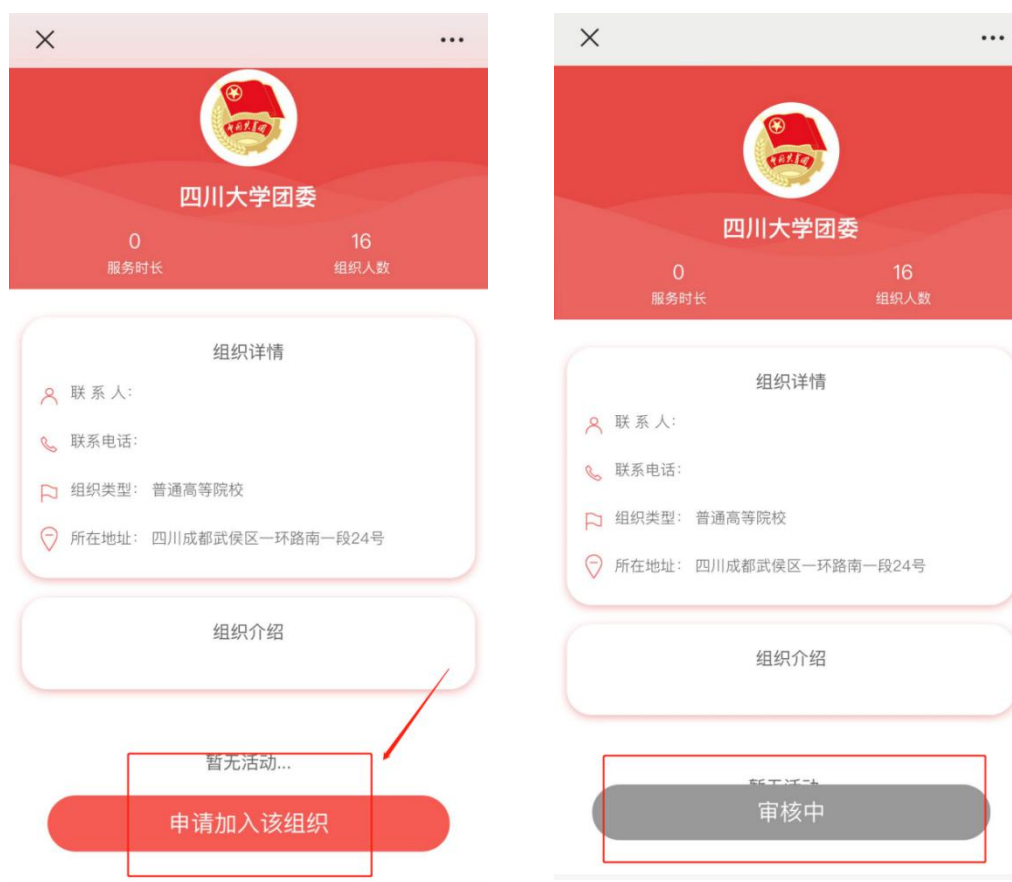 四川大学团委
0
16
服务时长
组织人数
组织详情
联 系 人:
联系电话:
组织类型: 普通高等院校
所在地址: 四川成都武侯区一环路南一段24号
组织介绍
暂无活动...
申请加入该组织
四川大学团委
0
16
服务时长
组织人数
组织详情
联 系 人:
联系电话:
组织类型: 普通高等院校
所在地址: 四川成都武侯区一环路南一段24号
组织介绍
审核中